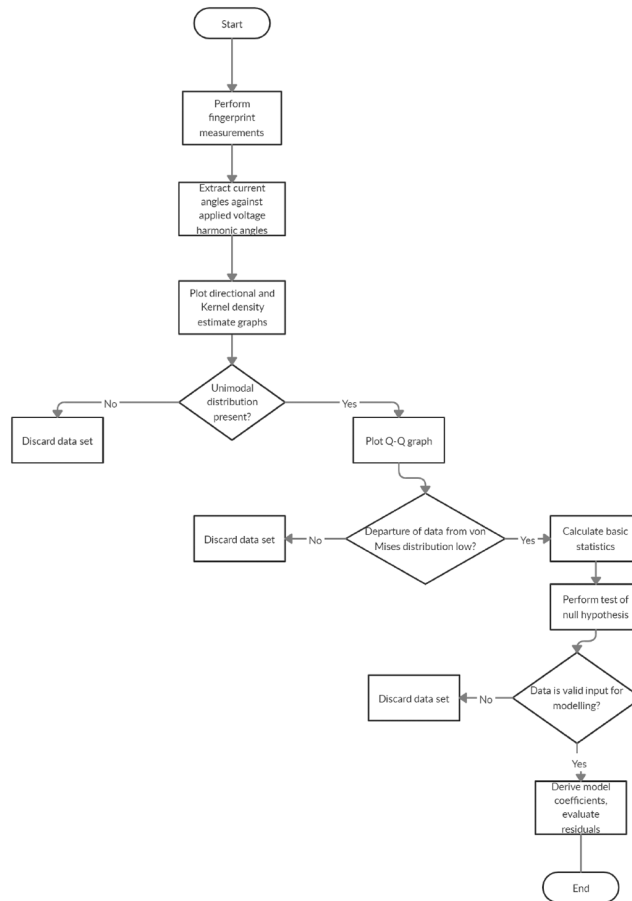 Start
Perform
fingerprint
measurements
Extract current
angles against
applied voltage
harmonic angles
Plot directional and
Kernel density
estimate graphs
Unimodal
distribution
present?
No
Yes
Discard data set
Plot Q-Q graph
Departure of data from von
Mises distribution low?
No
Discard data set
Yes
Calculate basic
statistics
Perform test of
null hypothesis
Data is valid input for
modelling?
No
Discard data set
Yes
Derive model
coefficients,
evaluate
residuals
End